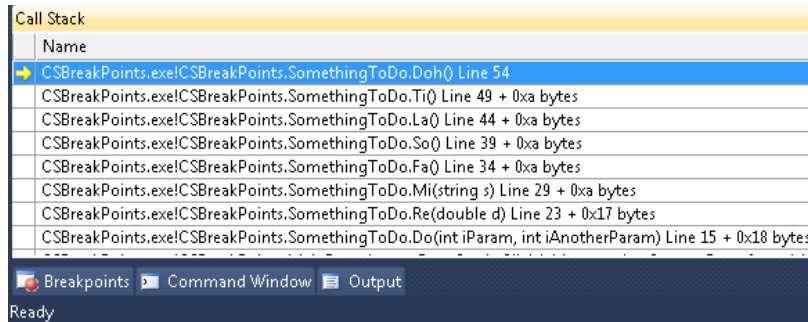 Call Stack
Name
CSBreakPoints.exe!CSBreakPoints.SomethingToDo.Doh() Line 54
CSBreakPoints.exe!CSBreakPoints.SomethingToDo.Ti() Line 49 + 0xa bytes
CSBreakPoints.exe!CSBreakPoints.SomethingToDo.La() Line 44 + 0xa bytes
CSBreakPoints.exe!CSBreakPoints.SomethingToDo.So() Line 39 + 0xa bytes
CSBreakPoints.exe!CSBreakPoints.SomethingToDo.Fa() Line 34 + 0xa bytes
CSBreakPoints.exe!CSBreakPoints.SomethingToDo.Mi(string s) Line 29 + 0xa bytes
CSBreakPoints.exe!CSBreakPoints.SomethingToDo.Re(double d) Line 23 + 0x17 bytes
CSBreakPoints.exe!CSBreakPoints.SomethingToDo.Do(int iParam, int iAnotherParam) Line 15 + 0x18 bytes
Breakpoints Command Window Output
Ready